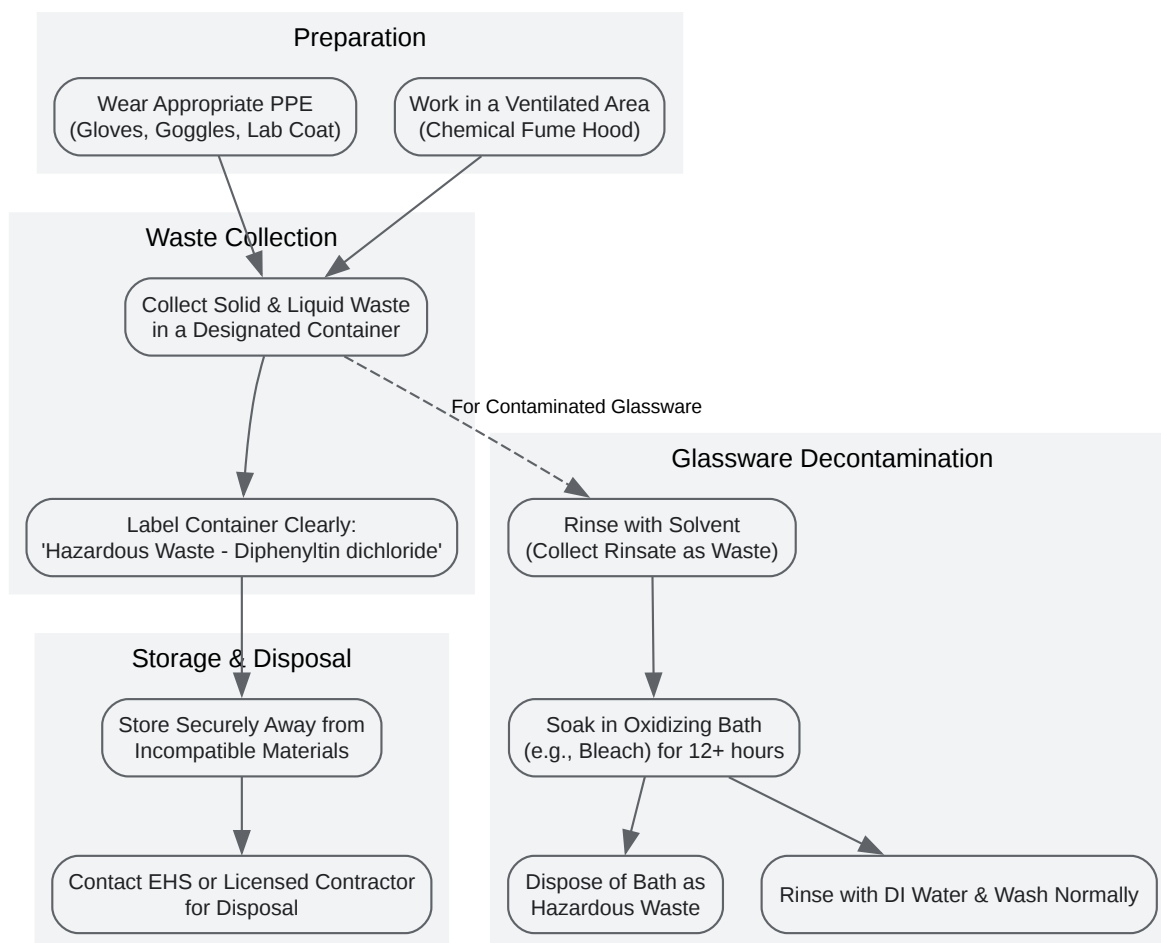 Preparation
Wear Appropriate PPE
(Gloves, Goggles, Lab Coat)
Work in a Ventilated Area
(Chemical Fume Hood)
Waste Collection
Collect Solid & Liquid Waste
in a Designated Container
For Contaminated Glassware
Label Container Clearly:
'Hazardous Waste - Diphenyltin dichloride'
Storage & Disposal
Store Securely Away from
Incompatible Materials
Contact EHS or Licensed Contractor
for Disposal
Glassware Decontamination
Rinse with Solvent
(Collect Rinsate as Waste)
Soak in Oxidizing Bath
(e.g., Bleach) for 12+ hours
Dispose of Bath as
Hazardous Waste
Rinse with DI Water & Wash Normally